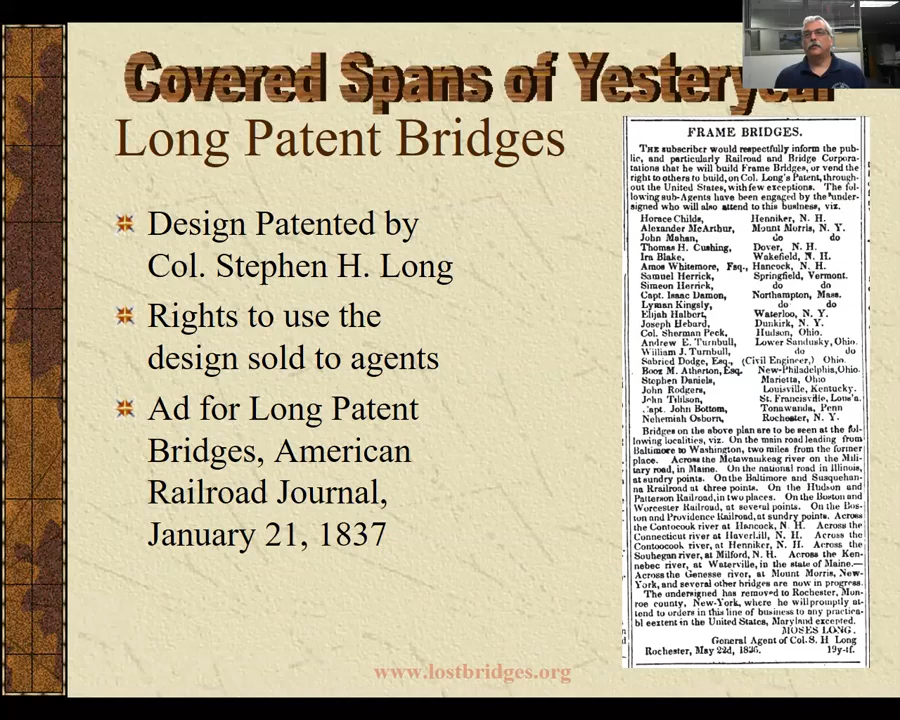 Covered Spans of Yesteryear
Long Patent Bridges
Design Patented by
Col. Stephen H. Long
Rights to use the
design sold to agents
Ad for Long Patent
Bridges, American
Railroad Journal,
January 21, 1837
FRAME BRIDGES.
THE subscriber would respectfully inform the pub-
lic, and particularly Railroad and Bridge Corpora-
tations that he will build Frame Bridges, or vend the
right to others to build, on Col. Long's Patent, through-
out the United States, with few exceptions. The fol-
lowing sub-Agents have been engaged by the under-
signed who will also attend to this business, viz.
Horace Childs, Henniker, N. H.
Alexander McArthur, Mount Morris, N. Y.
John Mahan, do do
Thomas H. Cushing, Dover, N. H.
Ira Blake, Wakefield, N. H.
Amos Whitemore, Esq., Hancock, N. H.
Samuel Herrick, Springfield, Vermont.
Simeon Herrick, do do
Capt. Isaac Damon, Northampton, Mass.
Lyman Kingsly, do do
Elijah Halbert, Waterloo, N. Y.
Joseph Hebard, Dunkirk, N. Y.
Col. Sherman Peck, Hudson, Ohio.
Andrew E. Turnbull, Lower Sandusky, Ohio.
William J. Turnbull, do do
Sabried Dodge, Esq., (Civil Engineer) Ohio.
Booz M. Atherton, Esq. New-Philadelphia, Ohio.
Stephen Daniels, Marietta, Ohio
John Rodgers, Louisville, Kentucky.
John Tillson, St. Francisville, Lous'a.
Capt. John Bottom, Tonawanda, Penn
Nehemiah Osborn, Rochester, N. Y.
Bridges on the above plan are to be seen at the fol-
lowing localities, viz. On the main road leading from
Baltimore to Washington, two miles from the former
place. Across the Metawamkeag river on the Mili-
tary road, in Maine. On the national road in Illinois,
at sundry points. On the Baltimore and Susquehan-
na Rrailroad at three points. On the Hudson and
Patterson Railroad, in two places. On the Boston and
Worcester Railroad, at several points. On the Bos-
ton and Providence Railroad, at sundry points. Across
the Contocook river at Hancock, N. H. Across the
Connecticut river at Haverhill, N. H. Across the
Contoocook river, at Henniker, N. H. Across the
Souhegan river, at Milford, N. H. Across the Ken-
nebec river, at Waterville, in the state of Maine.—
Across the Genesse river, at Mount Morris, New-
York, and several other bridges are now in progress.
The undersigned has removed to Rochester, Mon-
roe county, New-York, where he will promptly at-
tend to orders in this line of business to any practica-
bl eextent in the United States, Maryland excepted.
MOSES LONG.
General Agent of Col. S. H Long
Rochester, May 22d, 1836. 19y-tf.
www.lostbridges.org